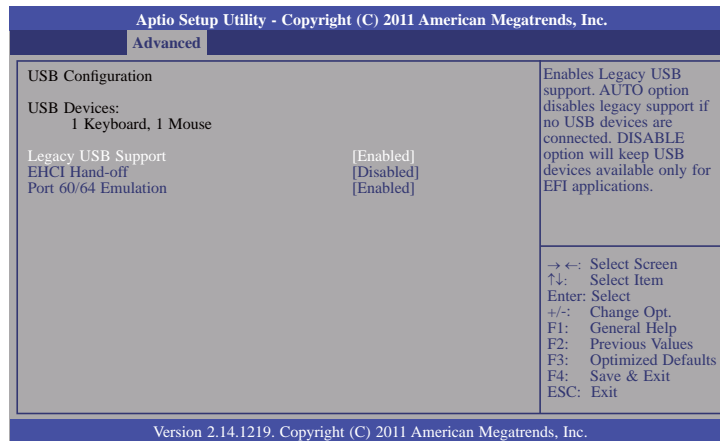 Aptio Setup Utility - Copyright (C) 2011 American Megatrends, Inc.
Advanced
USB Configuration
USB Devices:
1 Keyboard, 1 Mouse
Legacy USB Support [Enabled]
EHCI Hand-off [Disabled]
Port 60/64 Emulation [Enabled]
Enables Legacy USB
support. AUTO option
disables legacy support if
no USB devices are
connected. DISABLE
option will keep USB
devices available only for
EFI applications.
→ ←: Select Screen
↑↓: Select Item
Enter: Select
+/-: Change Opt.
F1: General Help
F2: Previous Values
F3: Optimized Defaults
F4: Save & Exit
ESC: Exit
Version 2.14.1219. Copyright (C) 2011 American Megatrends, Inc.